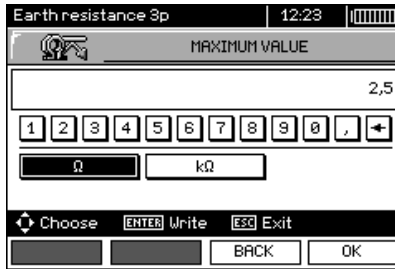 Earth resistance 3p 12:23
MAXIMUM VALUE
2,5
1 2 3 4 5 6 7 8 9 0 ,
Ω kΩ
Choose ENTER Write ESC Exit
BACK OK